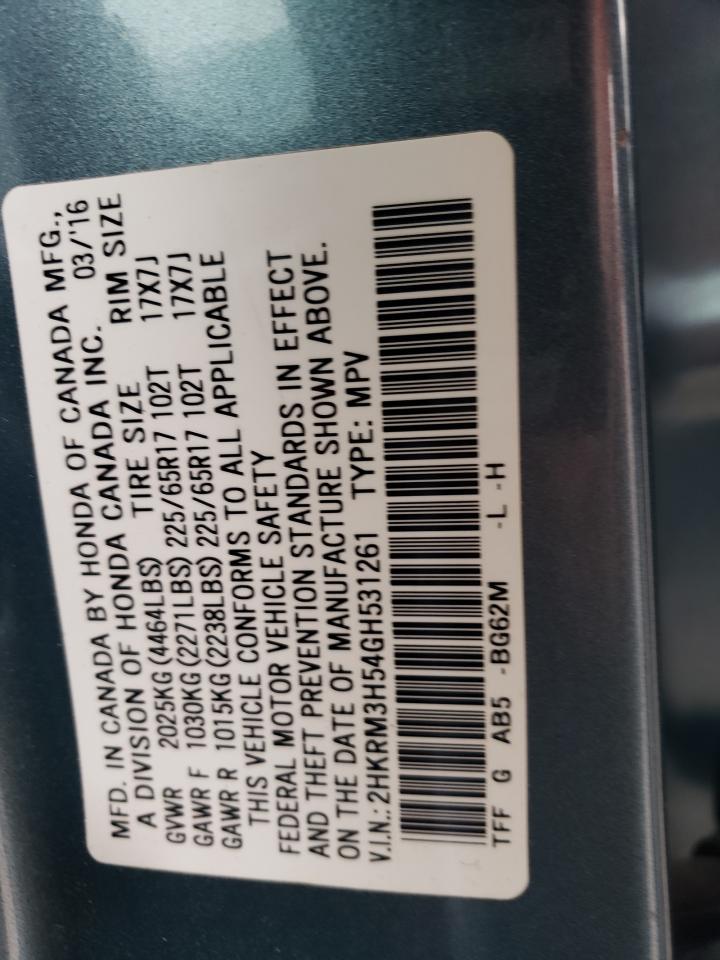 MFD. IN CANADA BY HONDA OF CANADA MFG.,
A DIVISION OF HONDA CANADA INC. 03/'16
GVWR 2025KG(4464LBS) TIRE SIZE RIM SIZE
GAWR F 1030KG(2271LBS) 225/65R17 102T 17X7J
GAWR R 1015KG(2238LBS) 225/65R17 102T 17X7J
THIS VEHICLE CONFORMS TO ALL APPLICABLE
FEDERAL MOTOR VEHICLE SAFETY
AND THEFT PREVENTION STANDARDS IN EFFECT
ON THE DATE OF MANUFACTURE SHOWN ABOVE.
V.I.N.: 2HKRM3H54GH531261 TYPE: MPV
TFF G AB5 -BG62M -L -H